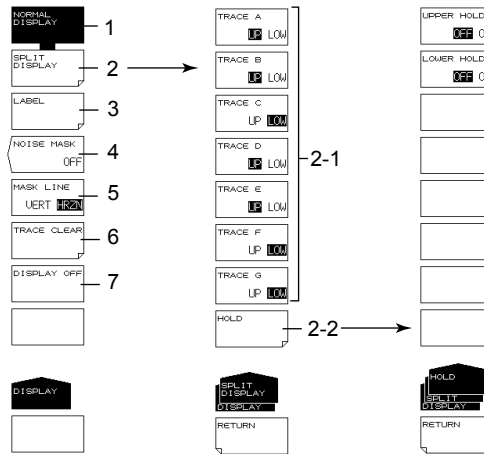 NORMAL
DISPLAY
1
SPLIT
DISPLAY
2
LABEL
3
NOISE MASK
OFF
4
MASK LINE
VERT HRZN
5
TRACE CLEAR
6
DISPLAY OFF
7
DISPLAY
TRACE A
UP LOW
TRACE B
UP LOW
TRACE C
UP LOW
TRACE D
UP LOW
TRACE E
UP LOW
TRACE F
UP LOW
TRACE G
UP LOW
2-1
HOLD
2-2
SPLIT
DISPLAY
DISPLAY
RETURN
UPPER HOLD
OFF
LOWER HOLD
OFF
HOLD
SPLIT
DISPLAY
RETURN